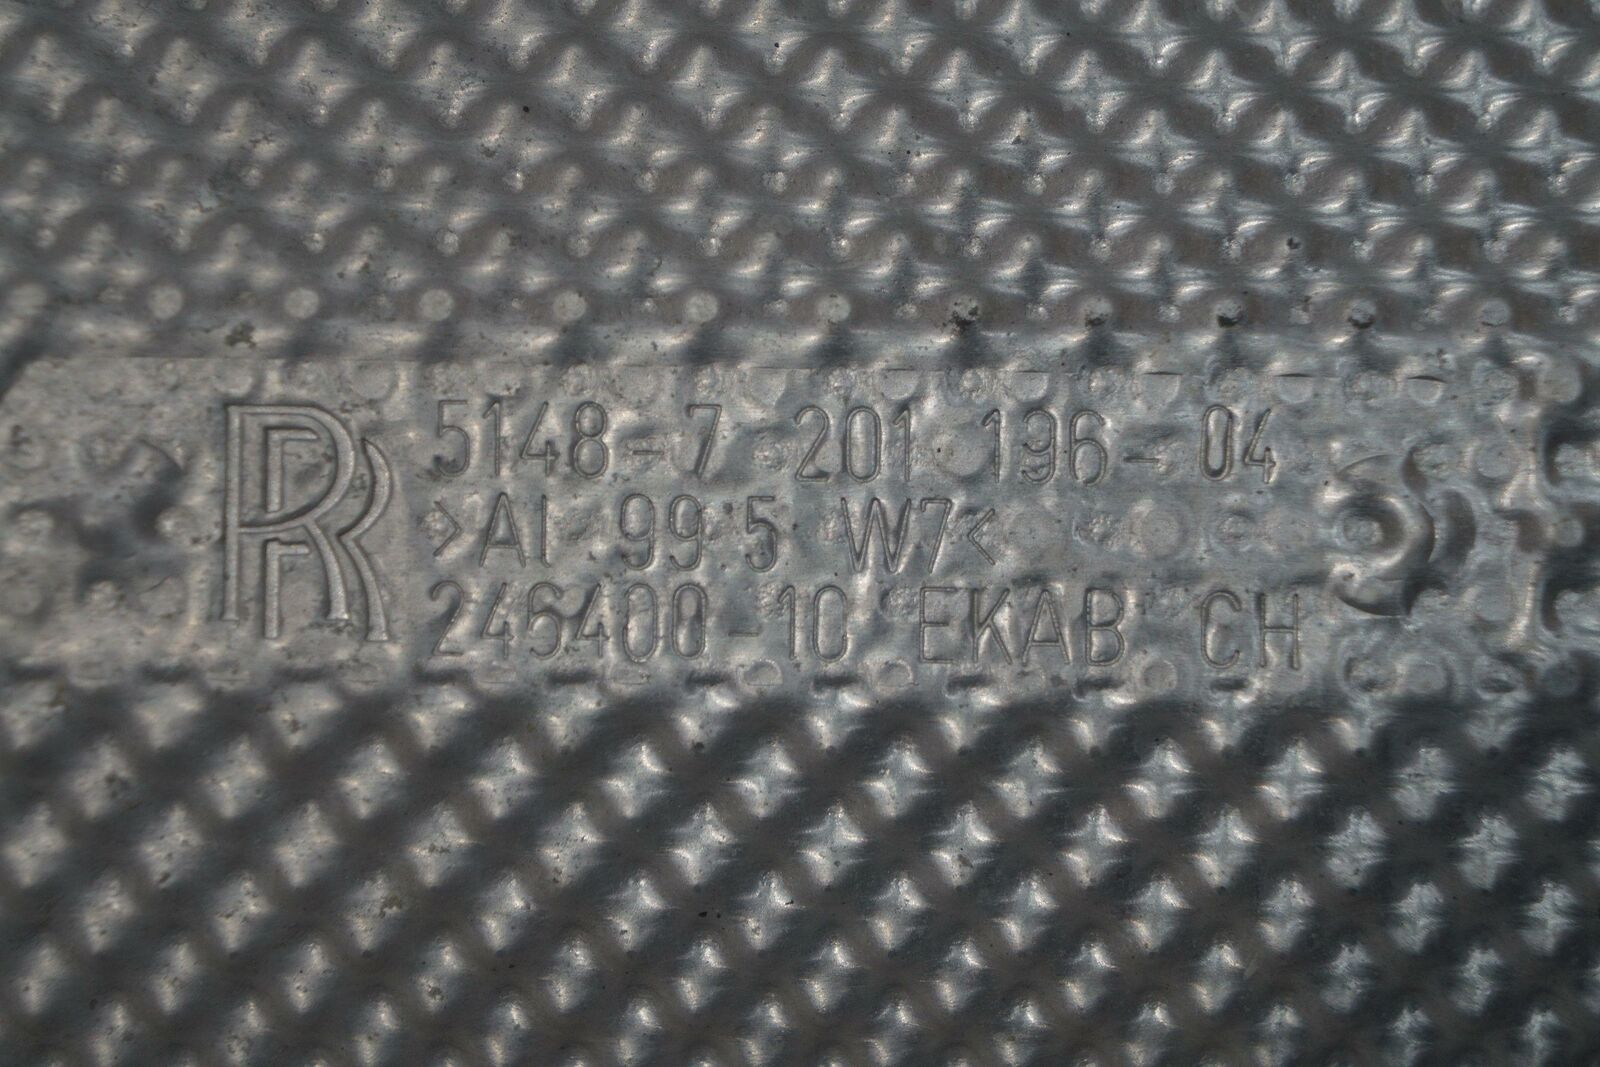 RR 5148-7 201 196-04
>Al 99 5 W7<
246400-10 EKAB CH